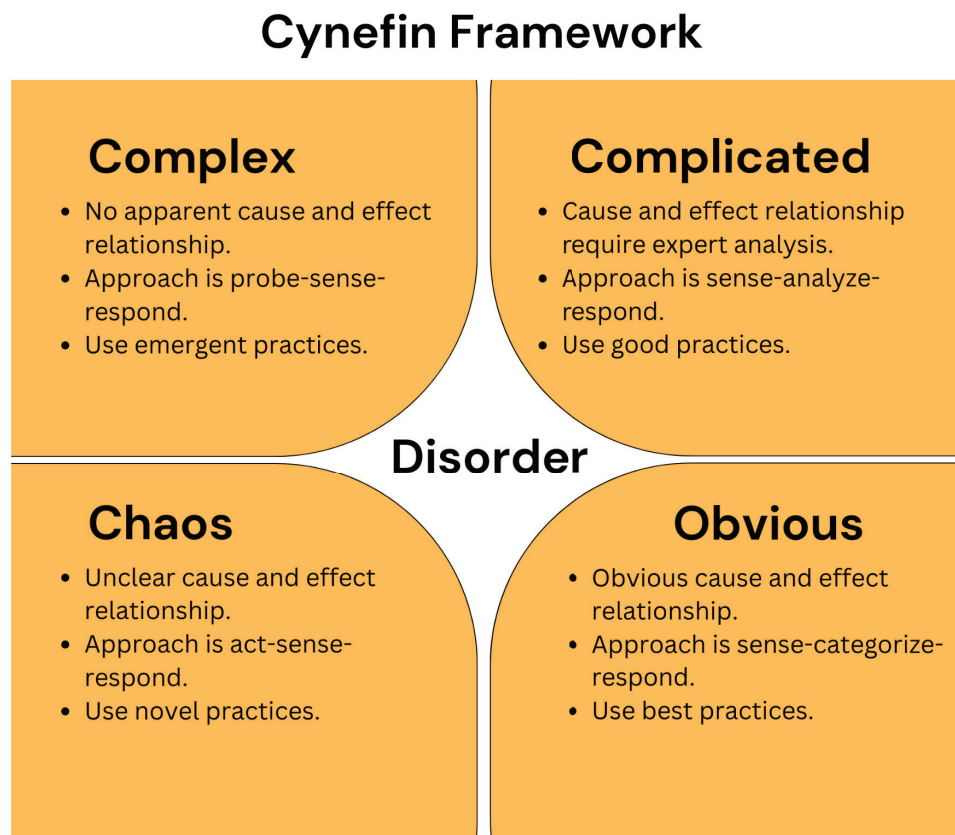 Cynefin Framework
Complex
• No apparent cause and effect
relationship.
• Approach is probe-sense-
respond.
• Use emergent practices.
Complicated
• Cause and effect relationship
require expert analysis.
• Approach is sense-analyze-
respond.
• Use good practices.
Disorder
Chaos
• Unclear cause and effect
relationship.
• Approach is act-sense-
respond.
• Use novel practices.
Obvious
• Obvious cause and effect
relationship.
• Approach is sense-categorize-
respond.
• Use best practices.